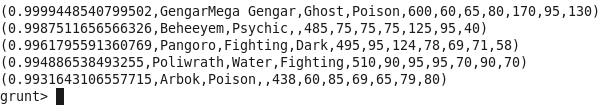 (0.9999448540799502,GengarMega Gengar,Ghost,Poison,600,60,65,80,170,95,130)
(0.9987511656566326,Beheeyem,Psychic,,485,75,75,75,125,95,40)
(0.9961795591360769,Pangoro,Fighting,Dark,495,95,124,78,69,71,58)
(0.994886538493255,Poliwrath,Water,Fighting,510,90,95,95,70,90,70)
(0.9931643106557715,Arbok,Poison,,438,60,85,69,65,79,80)
grunt>